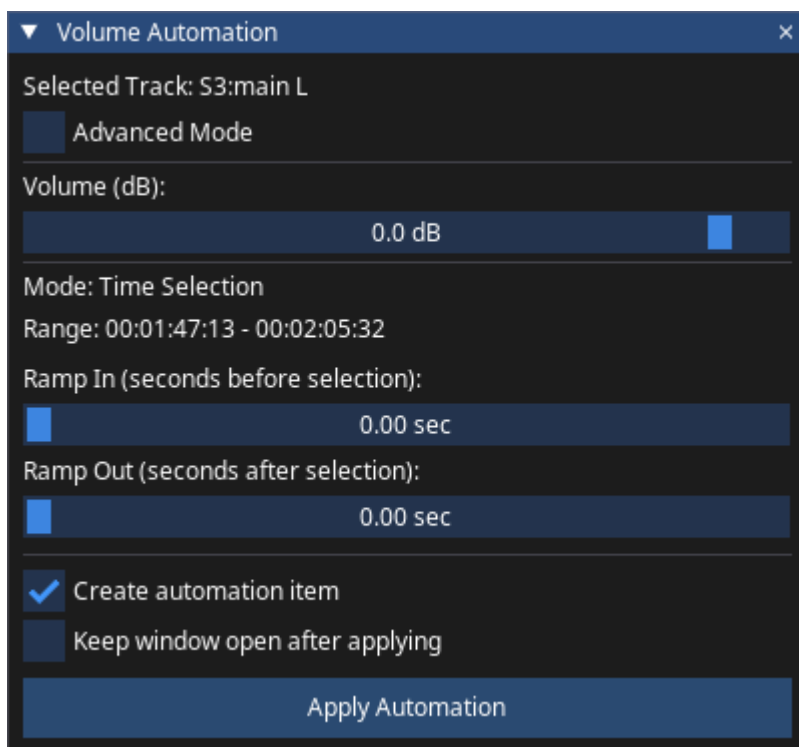 Volume Automation
Selected Track: S3:main L
Advanced Mode
Volume (dB):
0.0 dB
Mode: Time Selection
Range: 00:01:47:13 - 00:02:05:32
Ramp In (seconds before selection):
0.00 sec
Ramp Out (seconds after selection):
0.00 sec
Create automation item
Keep window open after applying
Apply Automation